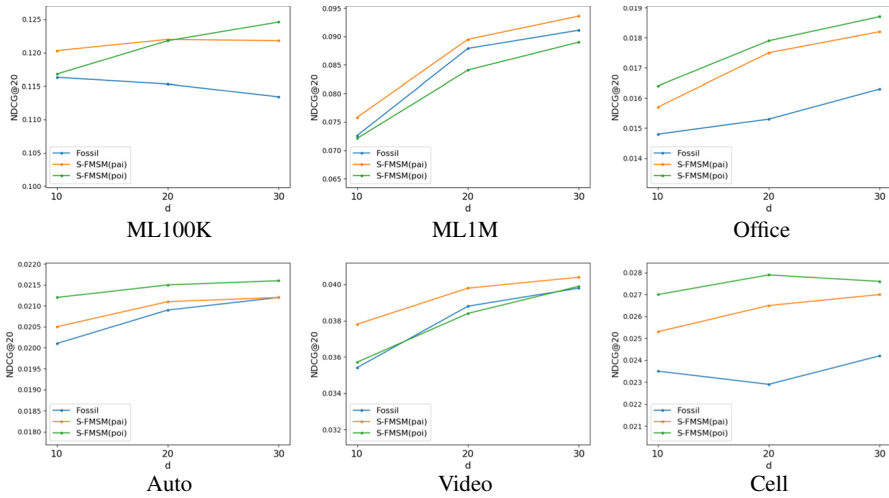 0.125
0.120
0.115
0.110
0.105
0.100
NDCG@20
Fossil
S-FMSM(pai)
S-FMSM(poi)
10 20 30
d
ML100K
0.095
0.090
0.085
0.080
0.075
0.070
0.065
NDCG@20
Fossil
S-FMSM(pai)
S-FMSM(poi)
10 20 30
d
ML1M
0.019
0.018
0.017
0.016
0.015
0.014
NDCG@20
Fossil
S-FMSM(pai)
S-FMSM(poi)
10 20 30
d
Office
0.0220
0.0215
0.0210
0.0205
0.0200
0.0195
0.0190
0.0185
0.0180
NDCG@20
Fossil
S-FMSM(pai)
S-FMSM(poi)
10 20 30
d
Auto
0.040
0.038
0.036
0.034
0.032
NDCG@20
Fossil
S-FMSM(pai)
S-FMSM(poi)
10 20 30
d
Video
0.028
0.027
0.026
0.025
0.024
0.023
0.022
0.021
NDCG@20
Fossil
S-FMSM(pai)
S-FMSM(poi)
10 20 30
d
Cell